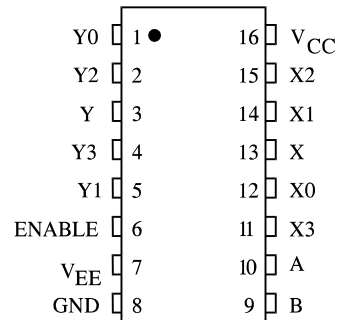 Y0 1 16 VCC
Y2 2 15 X2
Y 3 14 X1
Y3 4 13 X
Y1 5 12 X0
ENABLE 6 11 X3
VEE 7 10 A
GND 8 9 B